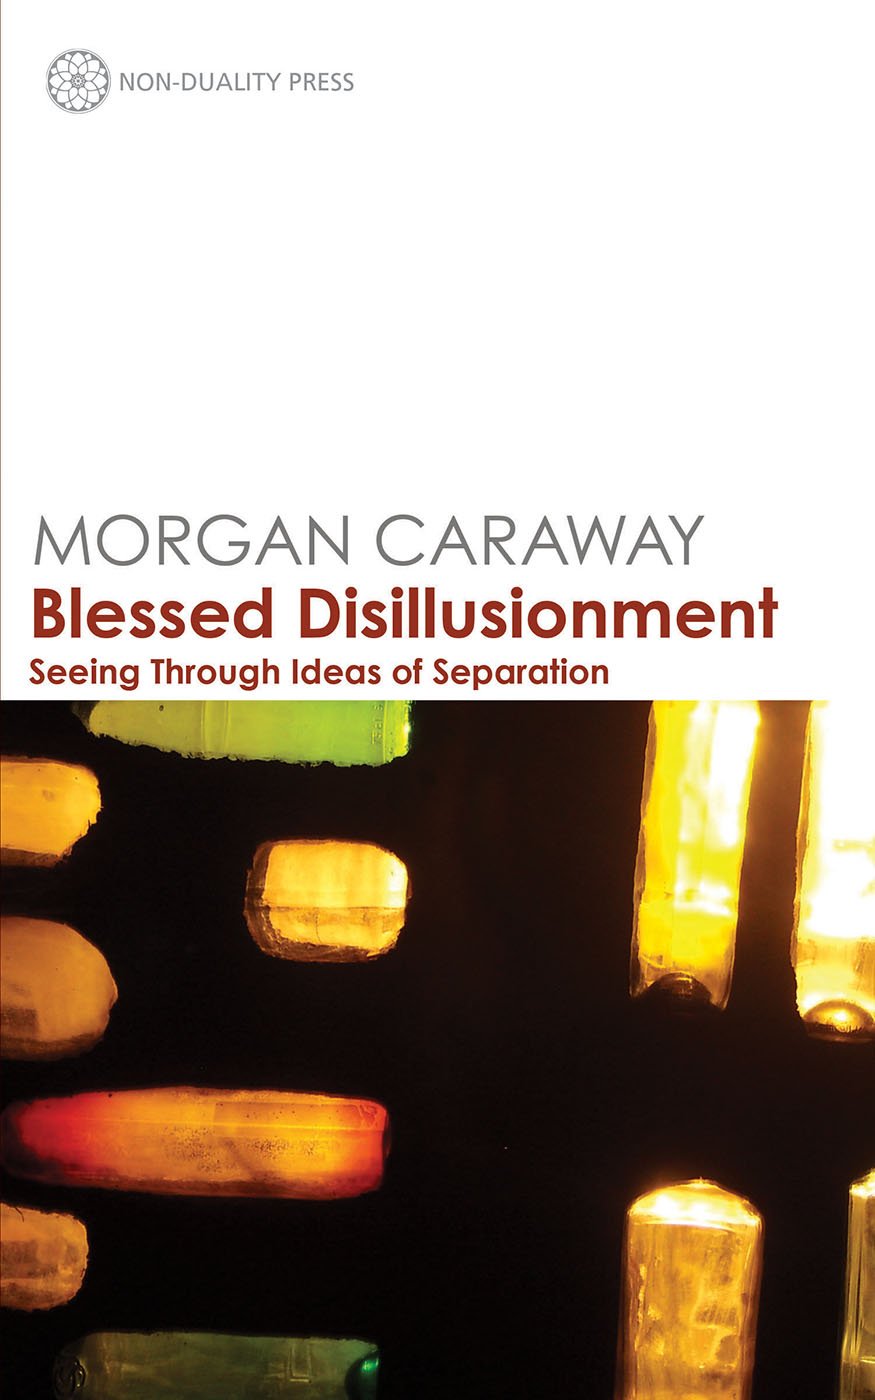 NON-DUALITY PRESS
MORGAN CARAWAY
Blessed Disillusionment
Seeing Through Ideas of Separation